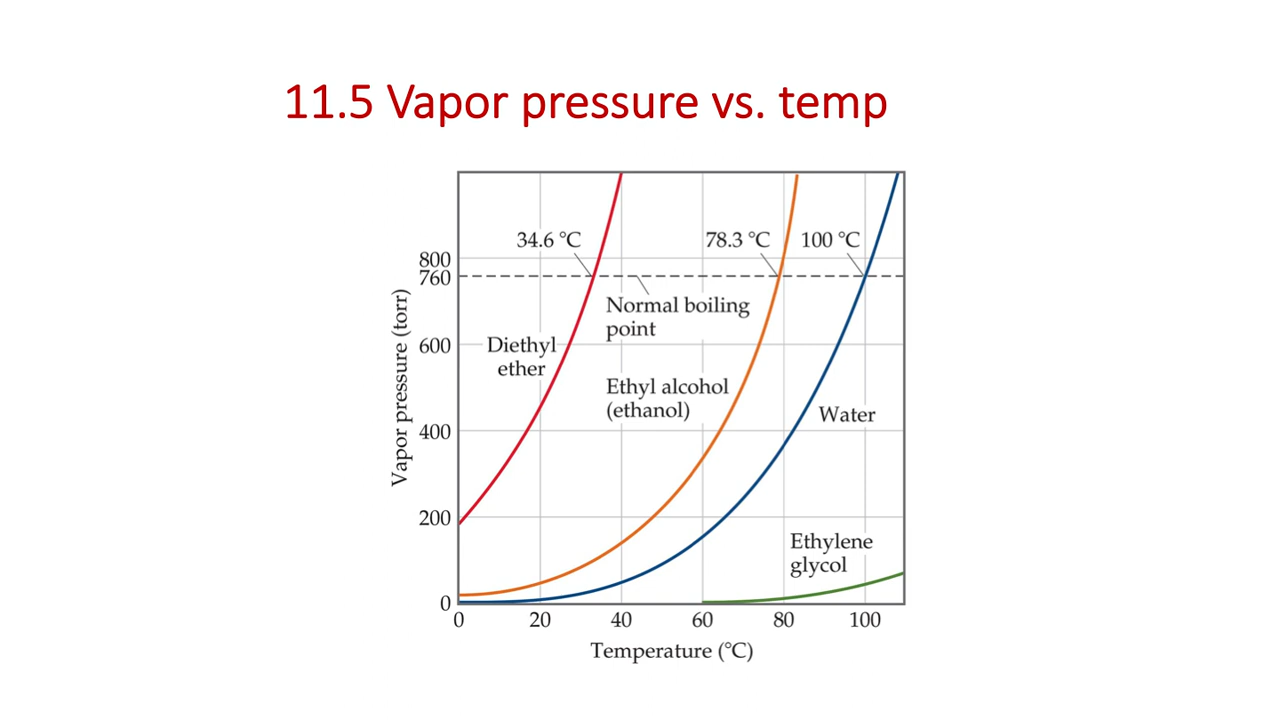 11.5 Vapor pressure vs. temp
34.6 °C
78.3 °C
100 °C
800
760
Normal boiling
point
Vapor pressure (torr)
600
Diethyl
ether
Ethyl alcohol
(ethanol)
Water
400
200
Ethylene
glycol
0
0
20
40
60
80
100
Temperature (°C)